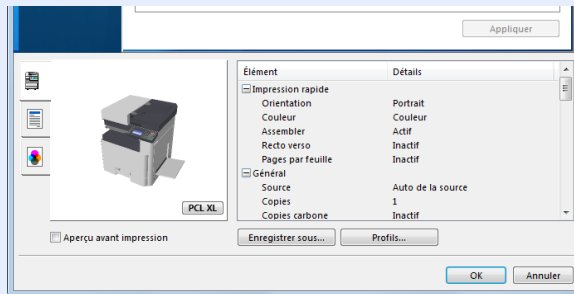 Appliquer
Élément Détails
Impression rapide
Orientation Portrait
Couleur Couleur
Assembler Actif
Recto verso Inactif
Pages par feuille Inactif
Général
Source Auto de la source
Copies 1
Copies carbone Inactif
PCL XL
Aperçu avant impression Enregistrer sous... Profils...
OK Annuler